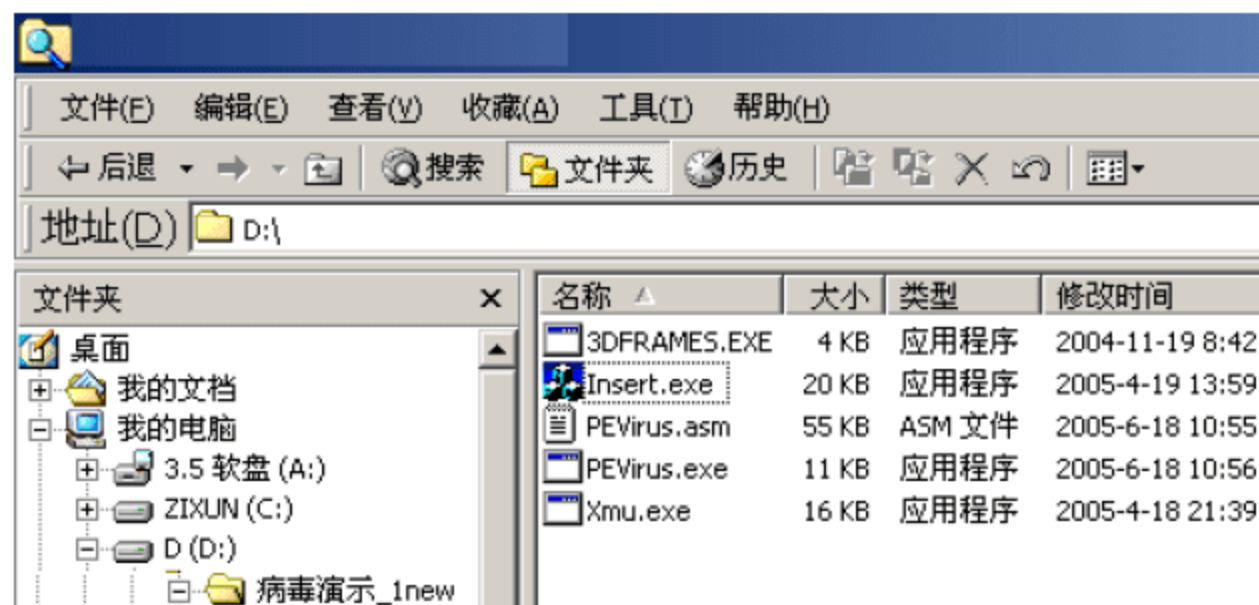 文件(F) 编辑(E) 查看(V) 收藏(A) 工具(T) 帮助(H)
后退 搜索 文件夹 历史
地址(D) D:\
文件夹 名称 大小 类型 修改时间
桌面 3DFRAMES.EXE 4 KB 应用程序 2004-11-19 8:42
我的文档 Insert.exe 20 KB 应用程序 2005-4-19 13:59
我的电脑 PEVirus.asm 55 KB ASM 文件 2005-6-18 10:55
3.5 软盘 (A:) PEVirus.exe 11 KB 应用程序 2005-6-18 10:56
ZIXUN (C:) Xmu.exe 16 KB 应用程序 2005-4-18 21:39
D (D:)
病毒演示_1new